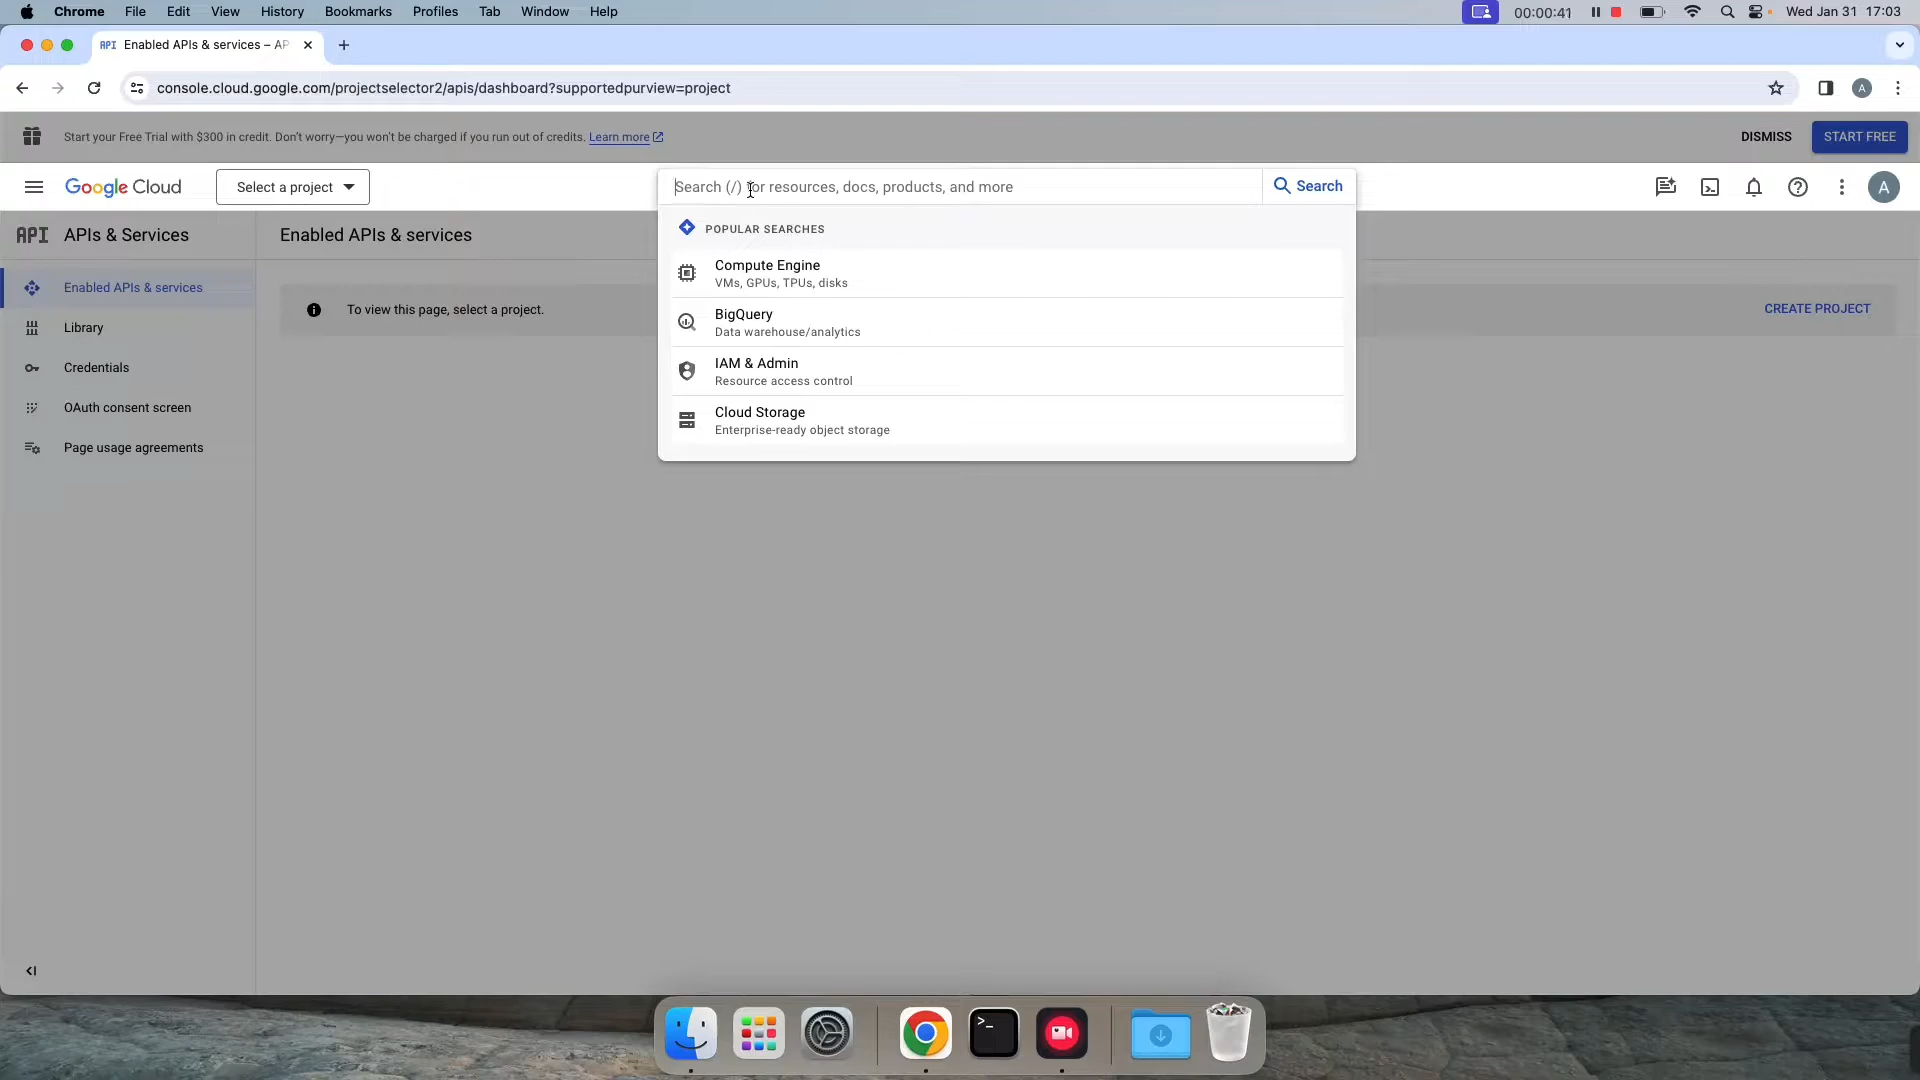 Chrome File Edit View History Bookmarks Profiles Tab Window Help 00:00:41 Wed Jan 31 17:03
API Enabled APIs & services – AP
console.cloud.google.com/projectselector2/apis/dashboard?supportedpurview=project A
Start your Free Trial with $300 in credit. Don't worry—you won't be charged if you run out of credits. Learn more DISMISS START FREE
Google Cloud Select a project Search (/) for resources, docs, products, and more Search A
API APIs & Services
Enabled APIs & services
Library
Credentials
OAuth consent screen
Page usage agreements
Enabled APIs & services
To view this page, select a project. CREATE PROJECT
POPULAR SEARCHES
Compute Engine
VMs, GPUs, TPUs, disks
BigQuery
Data warehouse/analytics
IAM & Admin
Resource access control
Cloud Storage
Enterprise-ready object storage